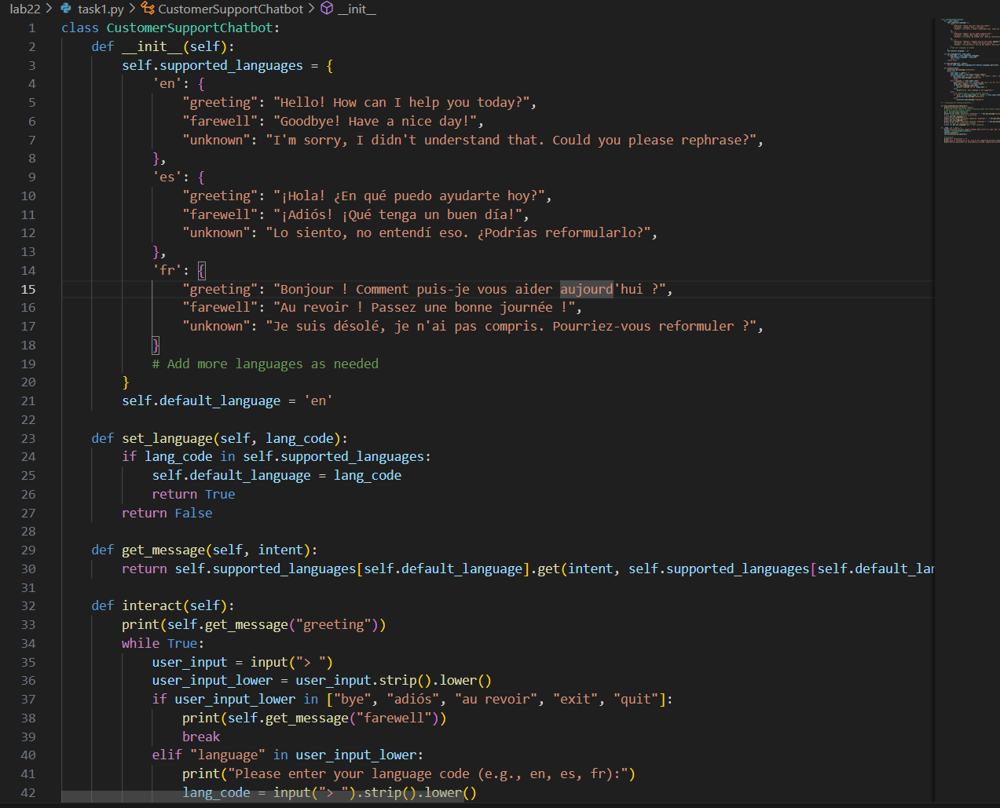 lab22 > task1.py > CustomerSupportChatbot > __init__
1 class CustomerSupportChatbot:
2     def __init__(self):
3         self.supported_languages = {
4             'en': {
5                 "greeting": "Hello! How can I help you today?",
6                 "farewell": "Goodbye! Have a nice day!",
7                 "unknown": "I'm sorry, I didn't understand that. Could you please rephrase?",
8             },
9             'es': {
10                 "greeting": "¡Hola! ¿En qué puedo ayudarte hoy?",
11                 "farewell": "¡Adiós! ¡Qué tenga un buen día!",
12                 "unknown": "Lo siento, no entendí eso. ¿Podrías reformularlo?",
13             },
14             'fr': {
15                 "greeting": "Bonjour ! Comment puis-je vous aider aujourd'hui ?",
16                 "farewell": "Au revoir ! Passez une bonne journée !",
17                 "unknown": "Je suis désolé, je n'ai pas compris. Pourriez-vous reformuler ?",
18             }
19             # Add more languages as needed
20         }
21         self.default_language = 'en'
22
23     def set_language(self, lang_code):
24         if lang_code in self.supported_languages:
25             self.default_language = lang_code
26             return True
27         return False
28
29     def get_message(self, intent):
30         return self.supported_languages[self.default_language].get(intent, self.supported_languages[self.default_lan
31
32     def interact(self):
33         print(self.get_message("greeting"))
34         while True:
35             user_input = input("> ")
36             user_input_lower = user_input.strip().lower()
37             if user_input_lower in ["bye", "adiós", "au revoir", "exit", "quit"]:
38                 print(self.get_message("farewell"))
39                 break
40             elif "language" in user_input_lower:
41                 print("Please enter your language code (e.g., en, es, fr):")
42                 lang_code = input("> ").strip().lower()